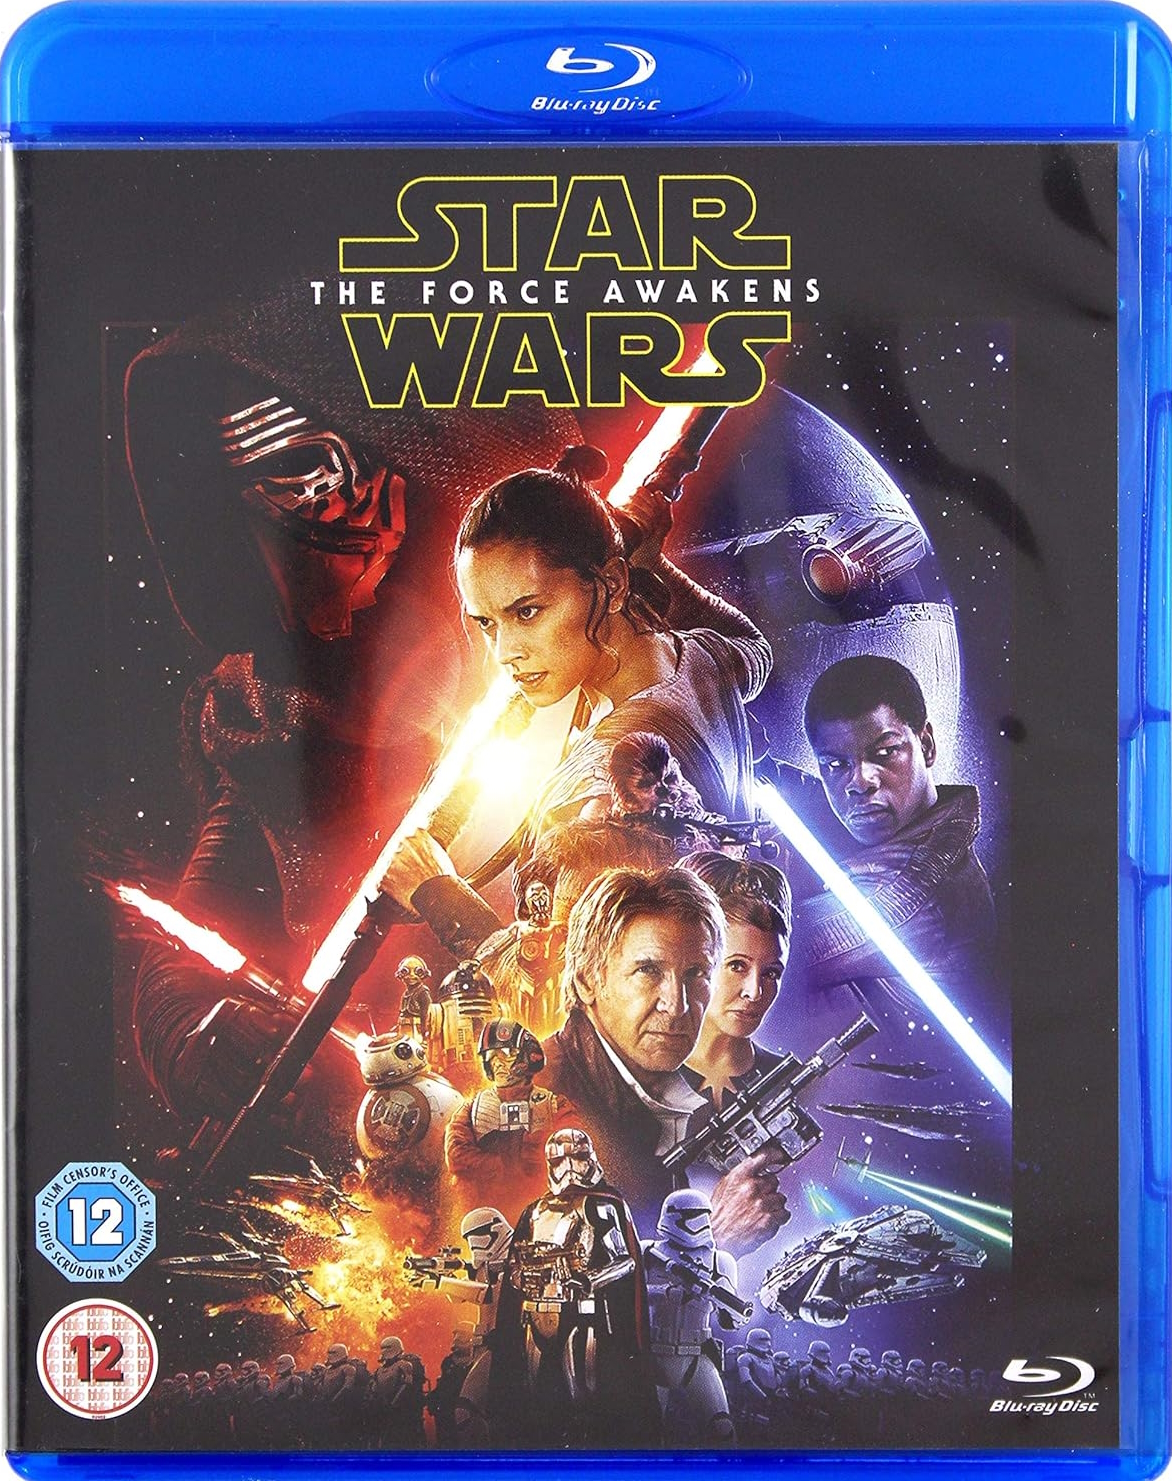 Blu-ray Disc
STAR
THE FORCE AWAKENS
WARS
· FILM CENSOR'S OFFICE ·
12
OIFIG SCRÚDÓIR NA SCANNÁN
12
Blu-ray Disc™